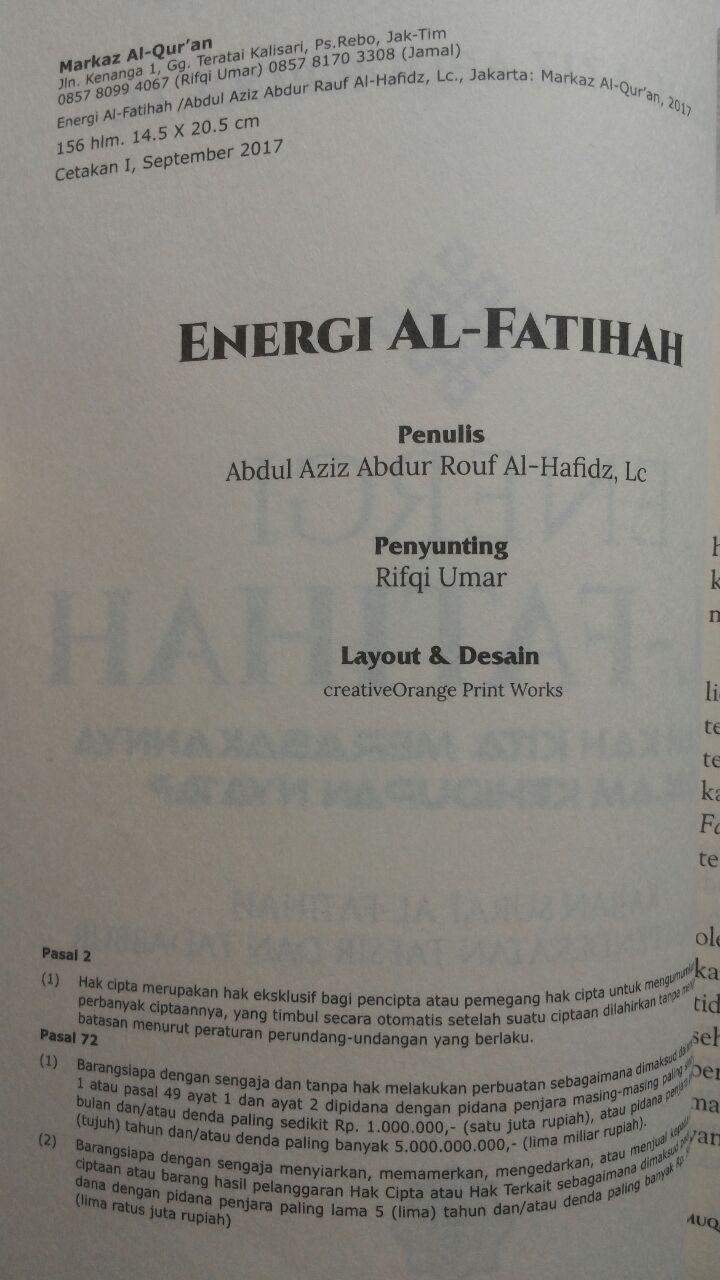 Markaz Al-Qur'an
Jln. Kenanga 1, Gg. Teratai Kalisari, Ps.Rebo, Jak-Tim
0857 8099 4067 (Rifqi Umar) 0857 8170 3308 (Jamal)
Energi Al-Fatihah /Abdul Aziz Abdur Rauf Al-Hafidz, Lc., Jakarta: Markaz Al-Qur'an, 2017
156 hlm. 14.5 X 20.5 cm
Cetakan I, September 2017
ENERGI AL-FATIHAH
Penulis
Abdul Aziz Abdur Rouf Al-Hafidz, Lc
Penyunting
Rifqi Umar
Layout & Desain
creativeOrange Print Works
Pasal 2
(1) Hak cipta merupakan hak eksklusif bagi pencipta atau pemegang hak cipta untuk
perbanyak ciptaannya, yang timbul secara otomatis setelah suatu ciptaan dilahirkan tanpa
batasan menurut peraturan perundang-undangan yang berlaku.
Pasal 72
(1) Barangsiapa dengan sengaja dan tanpa hak melakukan perbuatan sebagaimana dimaksud
1 atau pasal 49 ayat 1 dan ayat 2 dipidana dengan pidana penjara masing-masing paling
bulan dan/atau denda paling sedikit Rp. 1.000.000,- (satu juta rupiah), atau pidana
(tujuh) tahun dan/atau denda paling banyak 5.000.000.000,- (lima miliar rupiah).
(2) Barangsiapa dengan sengaja menyiarkan, memamerkan, mengedarkan, atau menjual
ciptaan atau barang hasil pelanggaran Hak Cipta atau Hak Terkait sebagaimana dimaksud
dana dengan pidana penjara paling lama 5 (lima) tahun dan/atau denda paling banyak Rp.
(lima ratus juta rupiah)